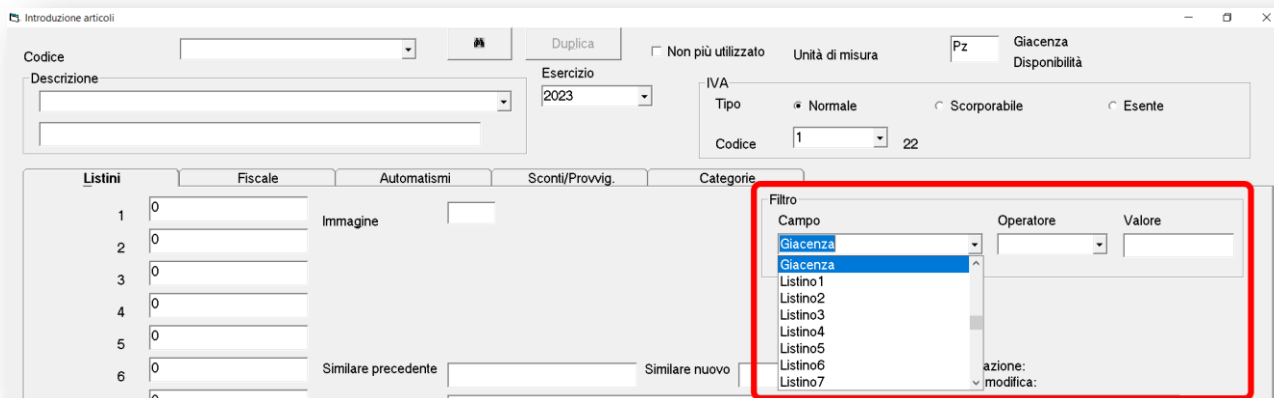 Introduzione articoli
Codice
Duplica
Non più utilizzato
Unità di misura
Pz
Giacenza
Disponibilità
Descrizione
Esercizio
2023
IVA
Tipo
Normale
Scorporabile
Esente
Codice
1
22
Listini
Fiscale
Automatismi
Sconti/Provvig.
Categorie
1
0
2
0
3
0
4
0
5
0
6
0
Immagine
Similare precedente
Similare nuovo
Filtro
Campo
Operatore
Valore
Giacenza
Giacenza
Listino1
Listino2
Listino3
Listino4
Listino5
Listino6
Listino7
azione:
modifica: